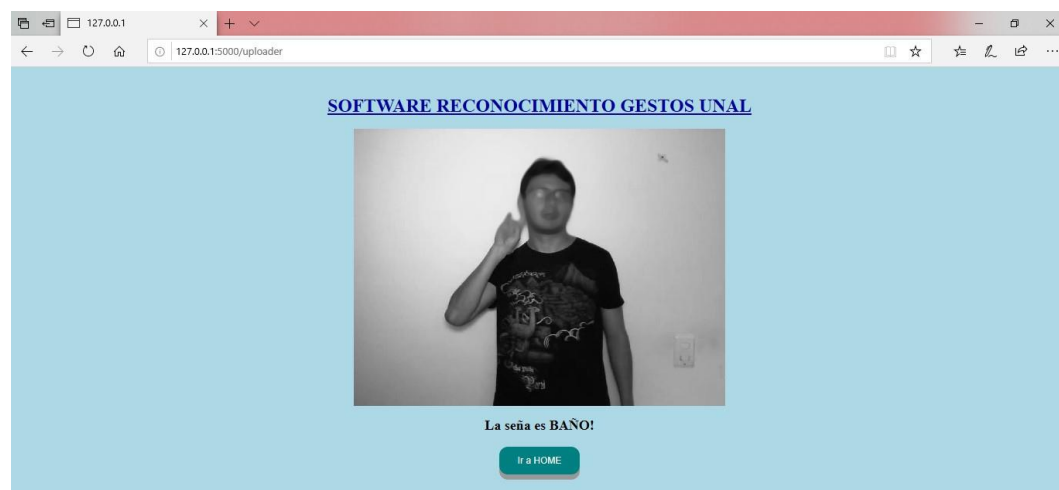 127.0.0.1
127.0.0.1:5000/uploader
SOFTWARE RECONOCIMIENTO GESTOS UNAL
La seña es BAÑO!
Ir a HOME